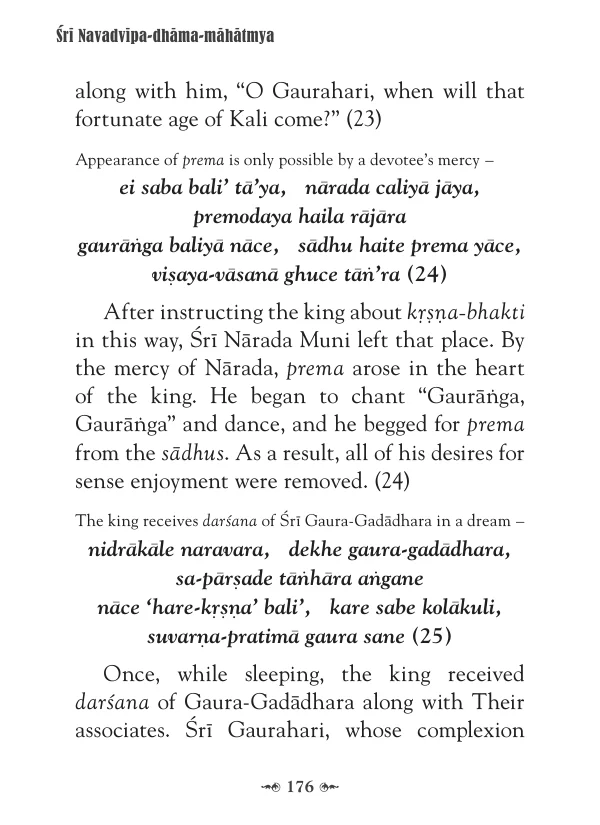 Śrī Navadvīpa-dhāma-māhātmya
along with him, “O Gaurahari, when will that
fortunate age of Kali come?” (23)
Appearance of prema is only possible by a devotee’s mercy –
ei saba bali’ tā’ya, nārada caliyā jāya,
premodaya haila rājāra
gaurāṅga baliyā nāce, sādhu haite prema yāce,
viṣaya-vāsanā ghuce tāṅ’ra (24)
After instructing the king about kṛṣṇa-bhakti
in this way, Śrī Nārada Muni left that place. By
the mercy of Nārada, prema arose in the heart
of the king. He began to chant “Gaurāṅga,
Gaurāṅga” and dance, and he begged for prema
from the sādhus. As a result, all of his desires for
sense enjoyment were removed. (24)
The king receives darśana of Śrī Gaura-Gadādhara in a dream –
nidrākāle naravara, dekhe gaura-gadādhara,
sa-pārṣade tāṅhāra aṅgane
nāce ‘hare-kṛṣṇa’ bali’, kare sabe kolākuli,
suvarṇa-pratimā gaura sane (25)
Once, while sleeping, the king received
darśana of Gaura-Gadādhara along with Their
associates. Śrī Gaurahari, whose complexion
176